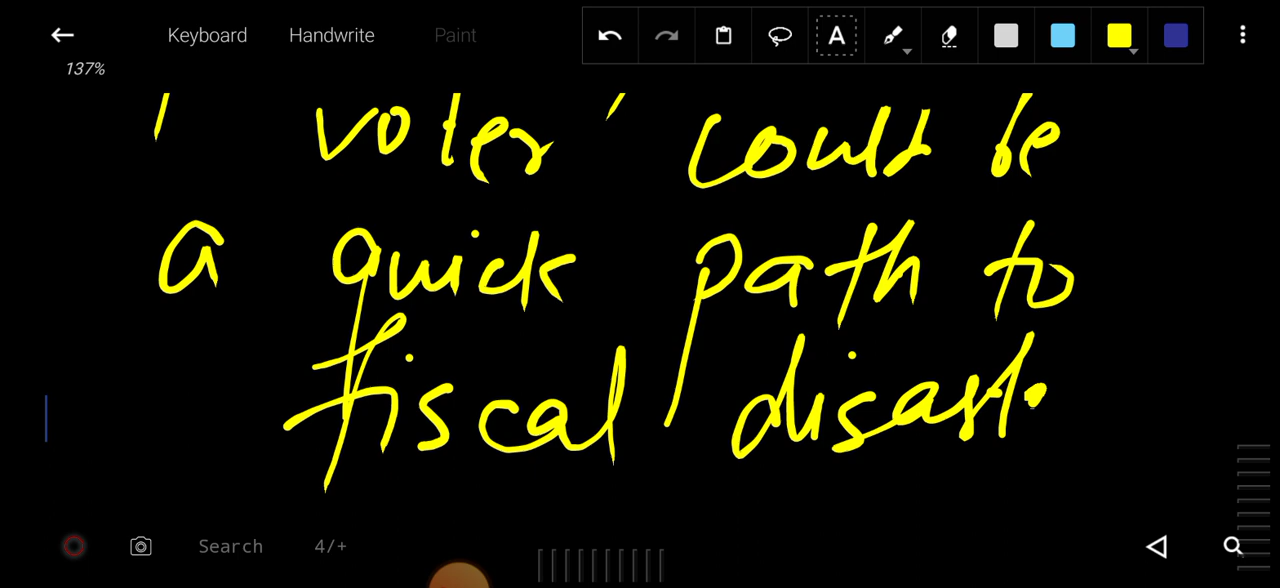 Keyboard Handwrite Paint A
137%
' voter' could be
a quick path to
fiscal disast
Search 4/+